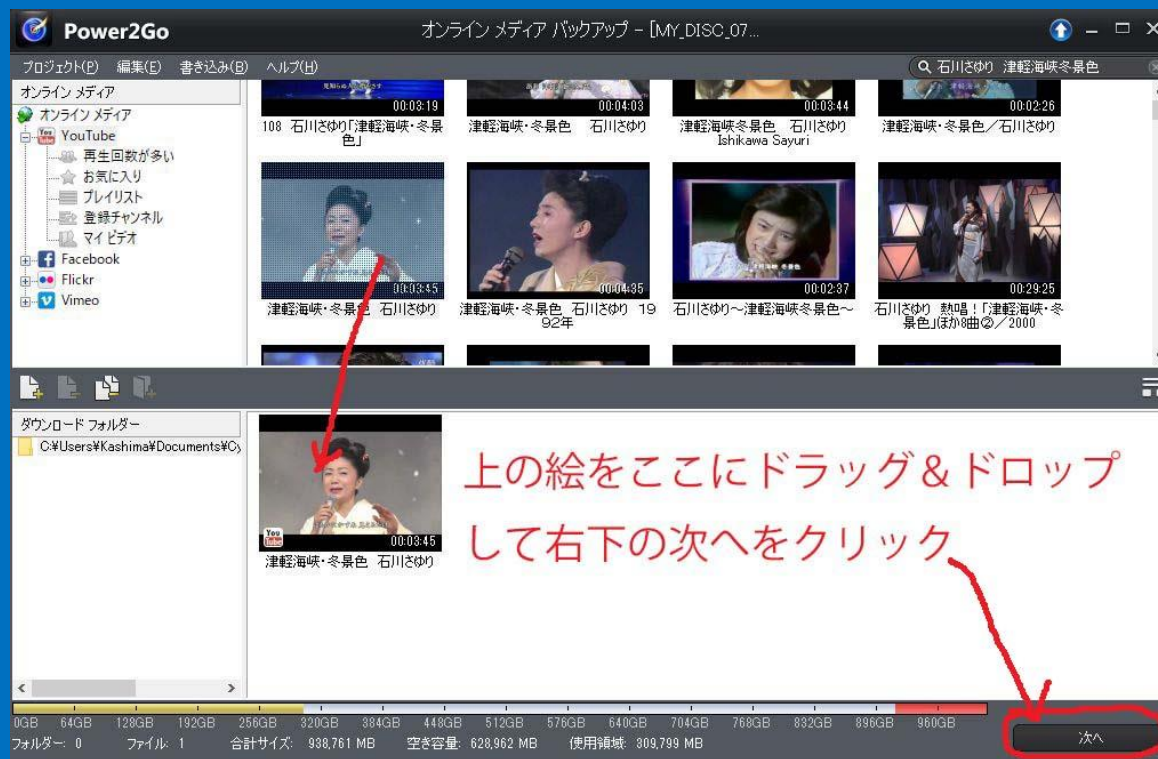 Power2Go
オンライン メディア バックアップ - [MY_DISC_07...
プロジェクト(P) 編集(E) 書き込み(B) ヘルプ(H)
石川さゆり 津軽海峡冬景色
オンライン メディア
オンライン メディア
YouTube
再生回数が多い
お気に入り
プレイリスト
登録チャンネル
マイ ビデオ
Facebook
Flickr
Vimeo
00:03:19
00:04:03
00:03:44
00:02:26
108 石川さゆり「津軽海峡・冬景
色」
津軽海峡・冬景色 石川さゆり
津軽海峡冬景色 石川さゆり
Ishikawa Sayuri
津軽海峡・冬景色/石川さゆり
00:03:45
00:04:35
津軽海峡 冬景色
00:02:37
00:29:25
津軽海峡・冬景色 石川さゆり
津軽海峡・冬景色 石川さゆり 19
92年
石川さゆり~津軽海峡冬景色~
石川さゆり 熱唱!「津軽海峡・冬
景色」ほか8曲②/2000
ダウンロード フォルダー
C:¥Users¥Kashima¥Documents¥Cy
You
Tube
00:03:45
津軽海峡・冬景色 石川さゆり
上の絵をここにドラッグ&ドロップ
して右下の次へをクリック
0GB 64GB 128GB 192GB 256GB 320GB 384GB 448GB 512GB 576GB 640GB 704GB 768GB 832GB 896GB 960GB
フォルダー: 0 ファイル: 1 合計サイズ: 938,761 MB 空き容量: 628,962 MB 使用領域: 309,799 MB
次へ